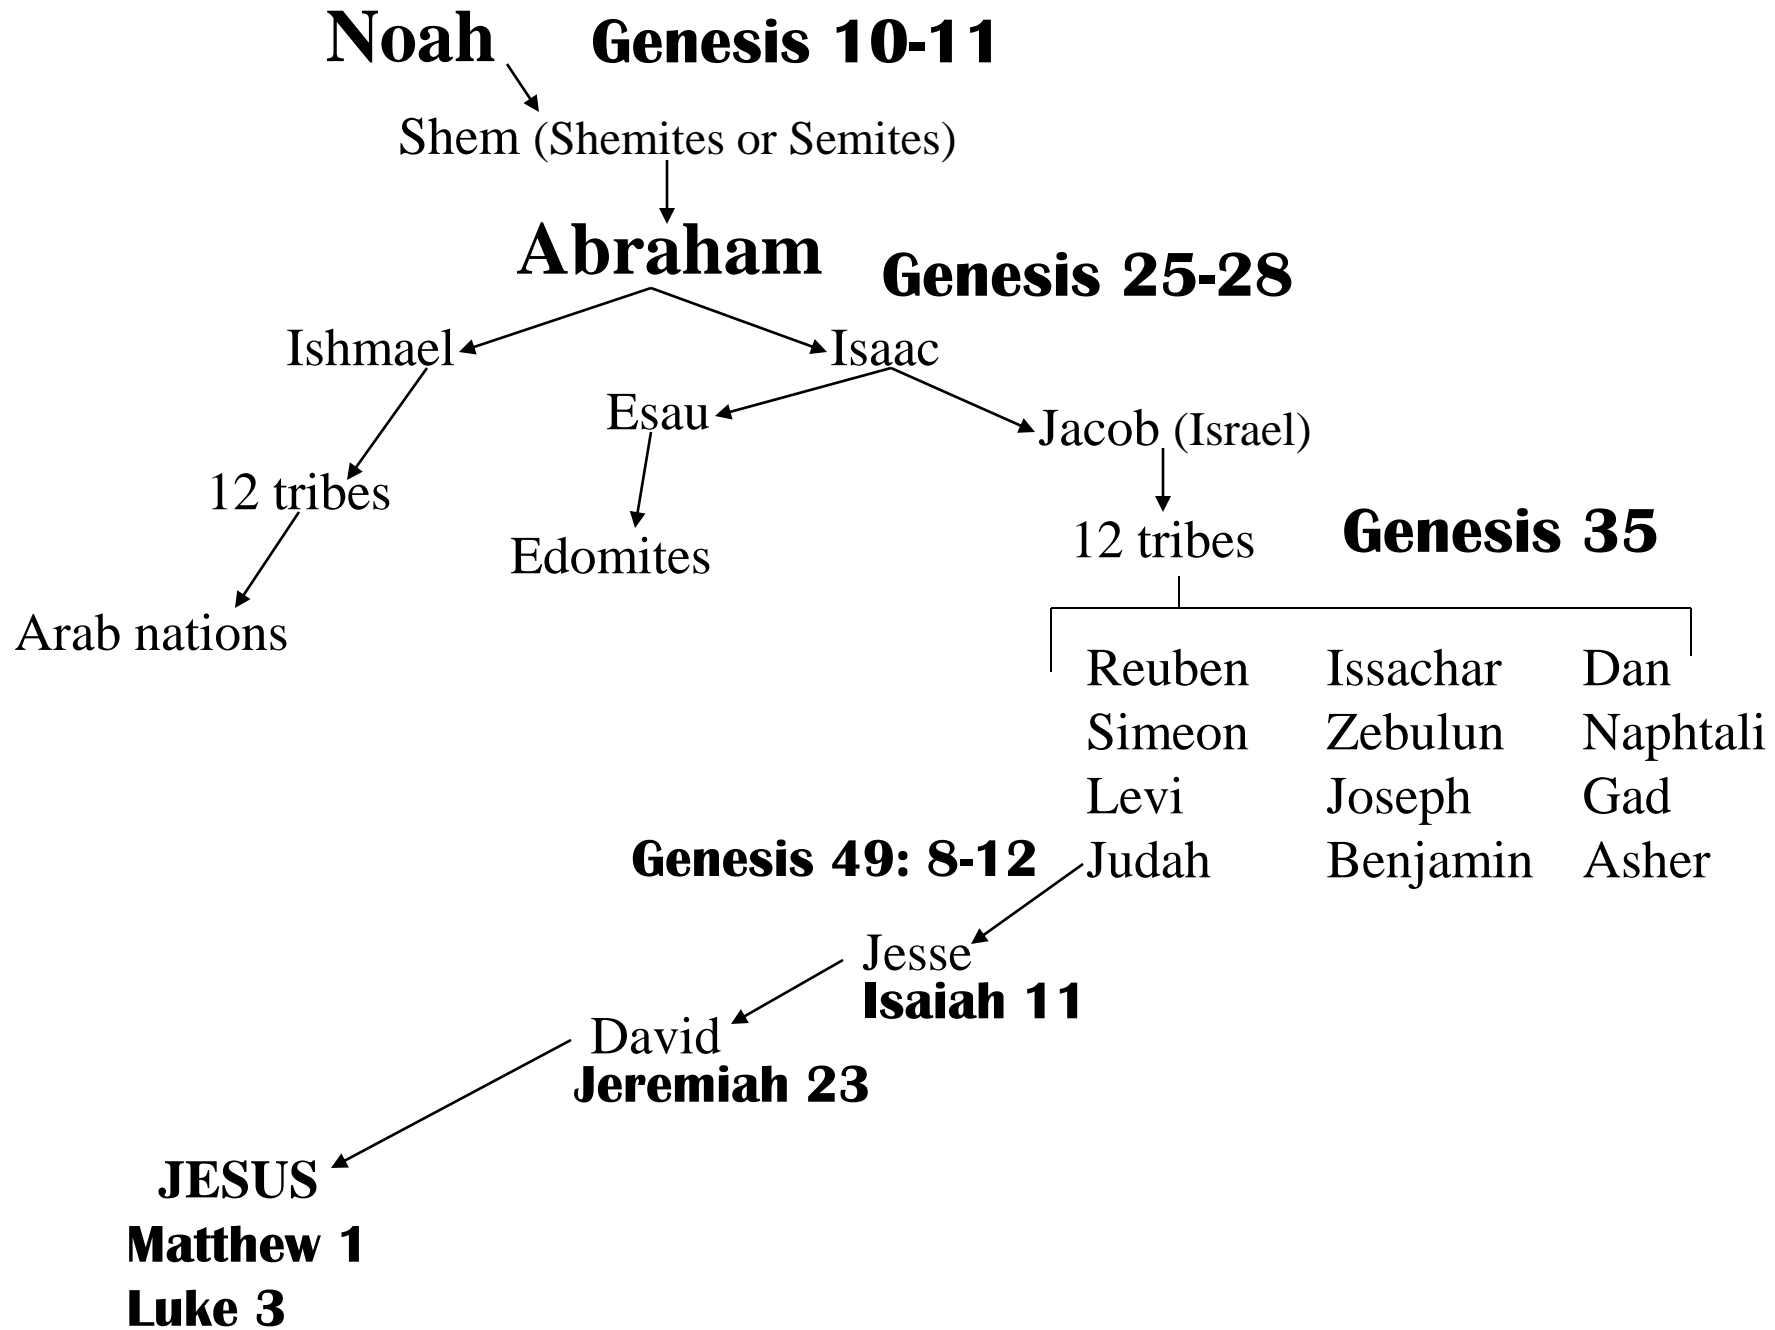 Noah Genesis 10-11
Shem (Shemites or Semites)
Abraham
Genesis 25-28
Ishmael Isaac
Esau
Jacob (Israel)
12 tribes
Genesis 35
12 tribes
Edomites
Arab nations
Reuben Issachar Dan
Simeon Zebulun Naphtali
Levi Joseph Gad
Genesis 49: 8-12 Judah Benjamin Asher
Jesse
Isaiah 11
David
Jeremiah 23
JESUS
Matthew 1
Luke 3